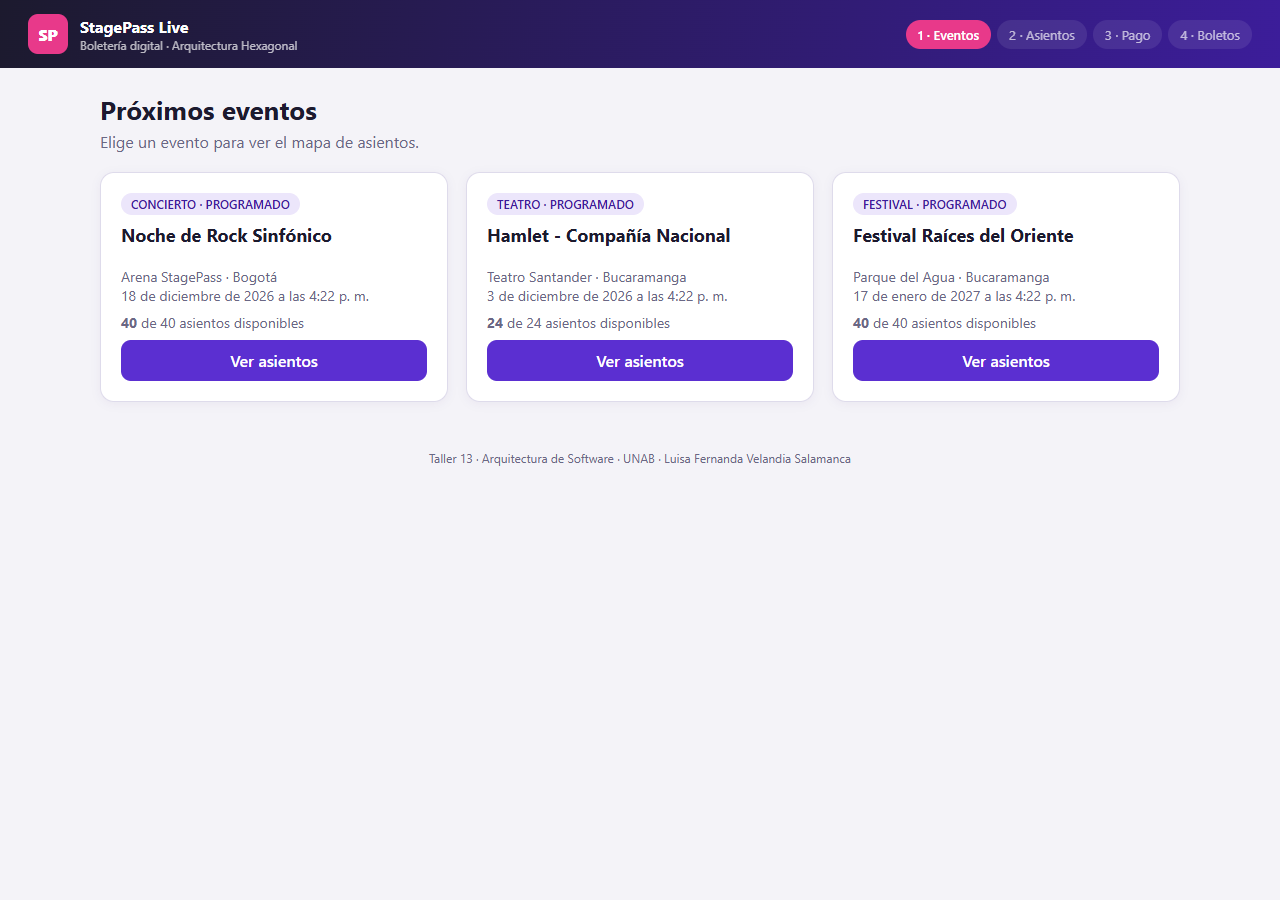 SP
StagePass Live
Boletería digital · Arquitectura Hexagonal
1 · Eventos
2 · Asientos
3 · Pago
4 · Boletos
Próximos eventos
Elige un evento para ver el mapa de asientos.
CONCIERTO · PROGRAMADO
Noche de Rock Sinfónico
Arena StagePass · Bogotá
18 de diciembre de 2026 a las 4:22 p. m.
40 de 40 asientos disponibles
Ver asientos
TEATRO · PROGRAMADO
Hamlet - Compañía Nacional
Teatro Santander · Bucaramanga
3 de diciembre de 2026 a las 4:22 p. m.
24 de 24 asientos disponibles
Ver asientos
FESTIVAL · PROGRAMADO
Festival Raíces del Oriente
Parque del Agua · Bucaramanga
17 de enero de 2027 a las 4:22 p. m.
40 de 40 asientos disponibles
Ver asientos
Taller 13 · Arquitectura de Software · UNAB · Luisa Fernanda Velandia Salamanca